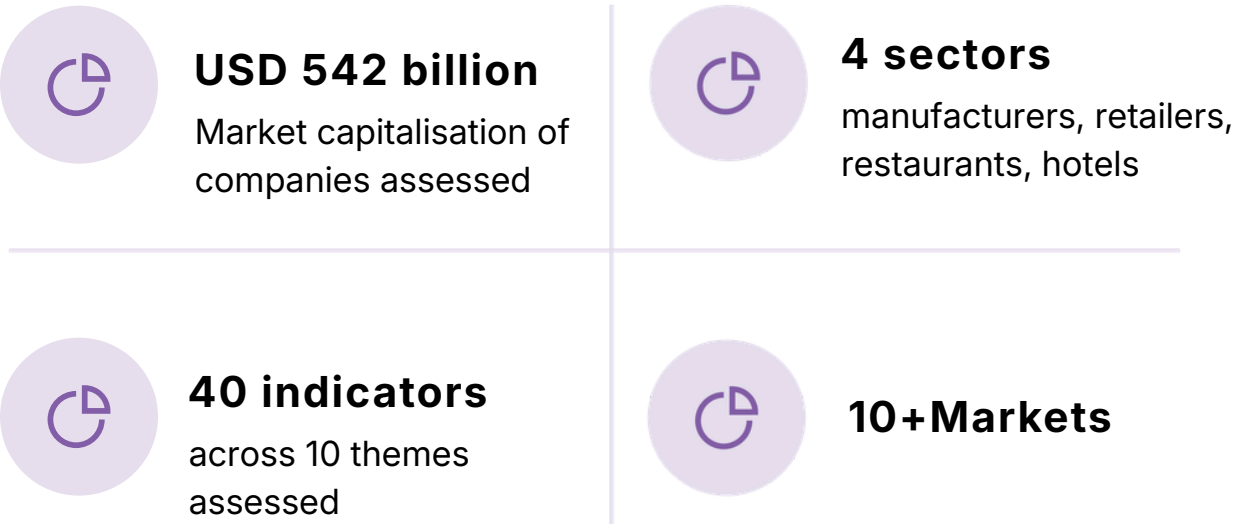 USD 542 billion
Market capitalisation of
companies assessed
4 sectors
manufacturers, retailers,
restaurants, hotels
40 indicators
across 10 themes
assessed
10+Markets